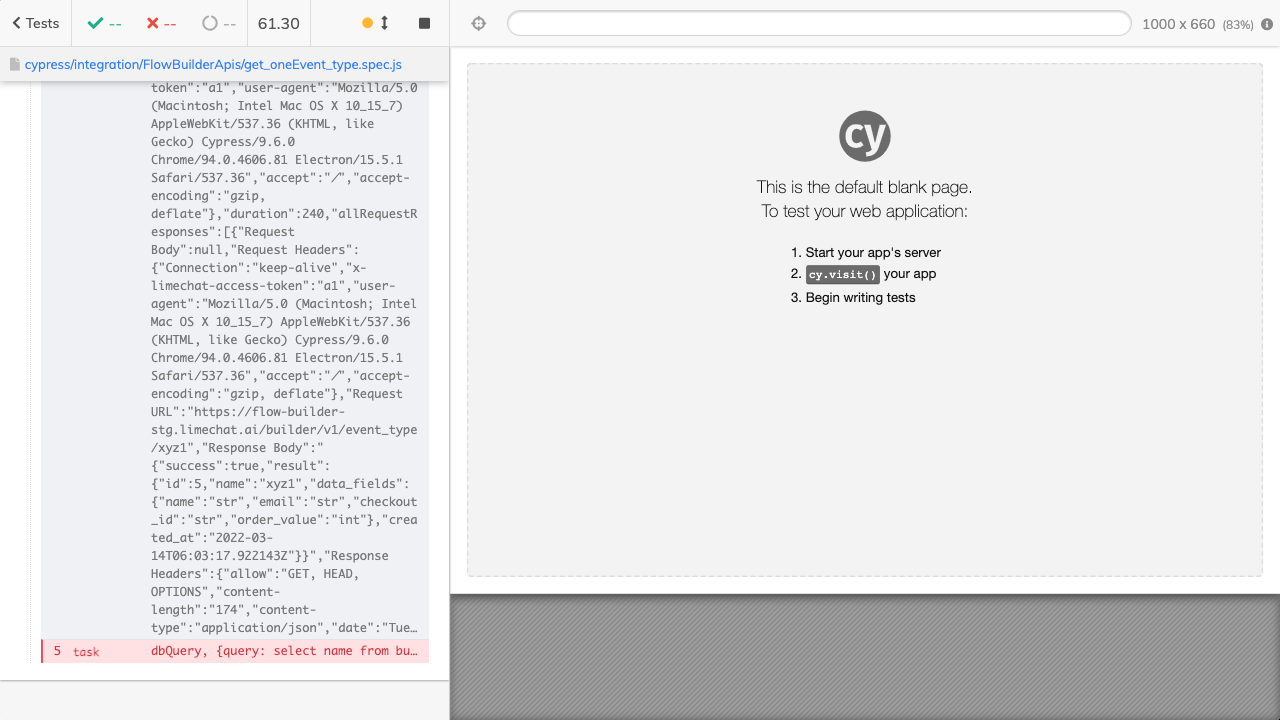 Tests
--
--
--
61.30
1000 x 660 (83%)
cypress/integration/FlowBuilderApis/get_oneEvent_type.spec.js
token":"a1","user-agent":"Mozilla/5.0
(Macintosh; Intel Mac OS X 10_15_7)
AppleWebKit/537.36 (KHTML, like
Gecko) Cypress/9.6.0
Chrome/94.0.4606.81 Electron/15.5.1
Safari/537.36","accept":"*/*","accept-
encoding":"gzip,
deflate"},"duration":240,"allRequestR
esponses":[{"Request
Body":null,"Request Headers":
{"Connection":"keep-alive","x-
limechat-access-token":"a1","user-
agent":"Mozilla/5.0 (Macintosh; Intel
Mac OS X 10_15_7) AppleWebKit/537.36
(KHTML, like Gecko) Cypress/9.6.0
Chrome/94.0.4606.81 Electron/15.5.1
Safari/537.36","accept":"*/*","accept-
encoding":"gzip, deflate"},"Request
URL":"https://flow-builder-
stg.limechat.ai/builder/v1/event_type
/xyz1","Response Body":"
{"success":true,"result":
{"id":5,"name":"xyz1","data_fields":
{"name":"str","email":"str","checkout
_id":"str","order_value":"int"},"crea
ted_at":"2022-03-
14T06:03:17.922143Z"}}","Response
Headers":{"allow":"GET, HEAD,
OPTIONS","content-
length":"174","content-
type":"application/json","date":"Tue…
5 task dbQuery, {query: select name from bu…
cy
This is the default blank page.
To test your web application:
1. Start your app's server
2. cy.visit() your app
3. Begin writing tests